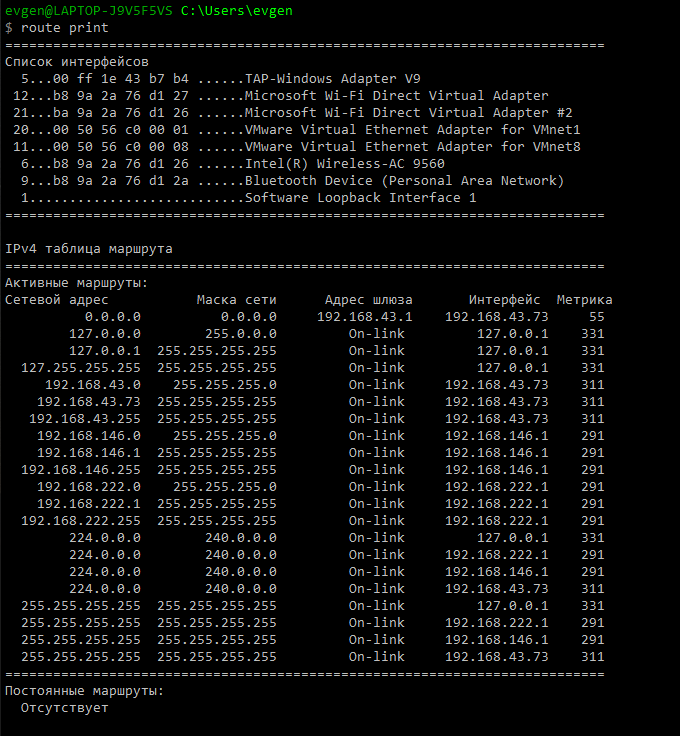 evgen@LAPTOP-J9V5F5VS C:\Users\evgen
$ route print
===========================================================================
Список интерфейсов
  5...00 ff 1e 43 b7 b4 ......TAP-Windows Adapter V9
 12...b8 9a 2a 76 d1 27 ......Microsoft Wi-Fi Direct Virtual Adapter
 21...ba 9a 2a 76 d1 26 ......Microsoft Wi-Fi Direct Virtual Adapter #2
 20...00 50 56 c0 00 01 ......VMware Virtual Ethernet Adapter for VMnet1
 11...00 50 56 c0 00 08 ......VMware Virtual Ethernet Adapter for VMnet8
  6...b8 9a 2a 76 d1 26 ......Intel(R) Wireless-AC 9560
  9...b8 9a 2a 76 d1 2a ......Bluetooth Device (Personal Area Network)
  1...........................Software Loopback Interface 1
===========================================================================
IPv4 таблица маршрута
===========================================================================
Активные маршруты:
Сетевой адрес           Маска сети      Адрес шлюза       Интерфейс  Метрика
          0.0.0.0          0.0.0.0     192.168.43.1    192.168.43.73     55
        127.0.0.0        255.0.0.0         On-link         127.0.0.1    331
        127.0.0.1  255.255.255.255         On-link         127.0.0.1    331
  127.255.255.255  255.255.255.255         On-link         127.0.0.1    331
     192.168.43.0    255.255.255.0         On-link     192.168.43.73    311
    192.168.43.73  255.255.255.255         On-link     192.168.43.73    311
   192.168.43.255  255.255.255.255         On-link     192.168.43.73    311
    192.168.146.0    255.255.255.0         On-link     192.168.146.1    291
    192.168.146.1  255.255.255.255         On-link     192.168.146.1    291
  192.168.146.255  255.255.255.255         On-link     192.168.146.1    291
    192.168.222.0    255.255.255.0         On-link     192.168.222.1    291
    192.168.222.1  255.255.255.255         On-link     192.168.222.1    291
  192.168.222.255  255.255.255.255         On-link     192.168.222.1    291
        224.0.0.0        240.0.0.0         On-link         127.0.0.1    331
        224.0.0.0        240.0.0.0         On-link     192.168.222.1    291
        224.0.0.0        240.0.0.0         On-link     192.168.146.1    291
        224.0.0.0        240.0.0.0         On-link     192.168.43.73    311
  255.255.255.255  255.255.255.255         On-link         127.0.0.1    331
  255.255.255.255  255.255.255.255         On-link     192.168.222.1    291
  255.255.255.255  255.255.255.255         On-link     192.168.146.1    291
  255.255.255.255  255.255.255.255         On-link     192.168.43.73    311
===========================================================================
Постоянные маршруты:
  Отсутствует